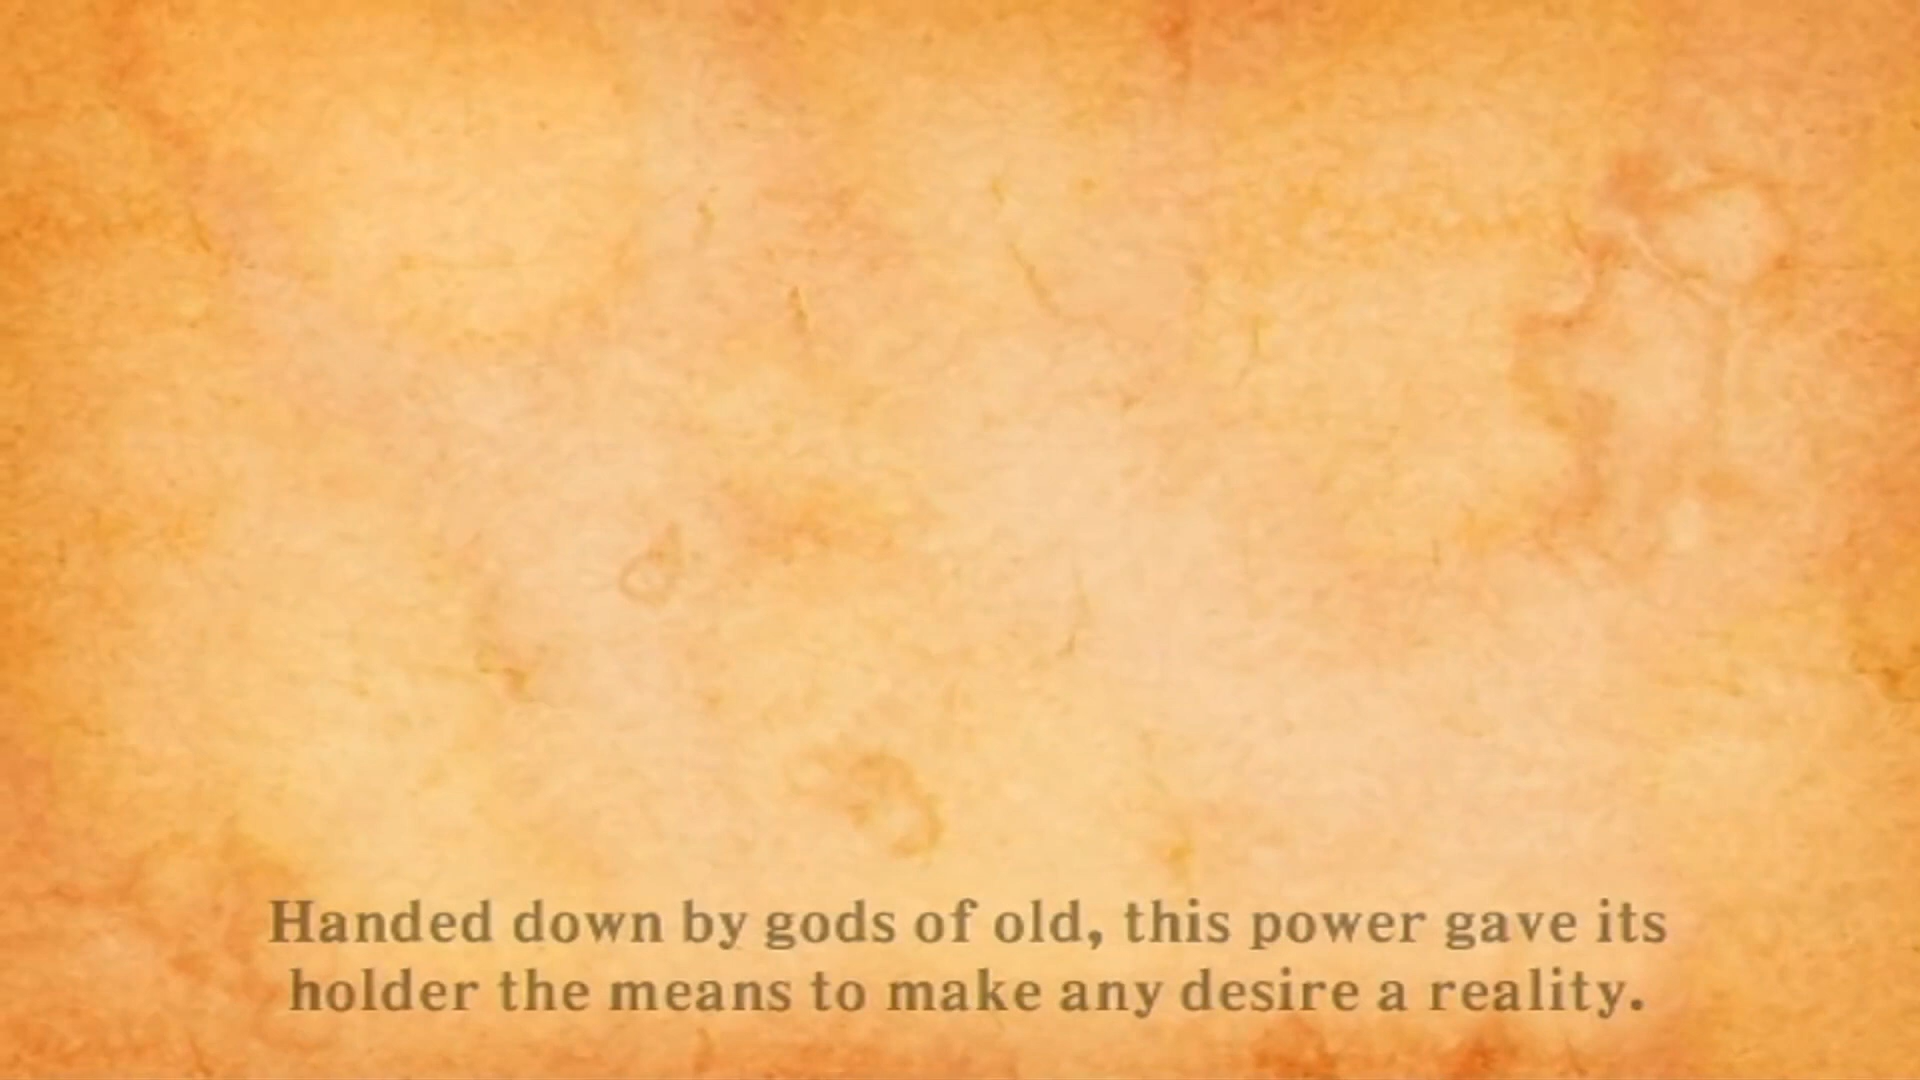 Handed down by gods of old, this power gave its
holder the means to make any desire a reality.